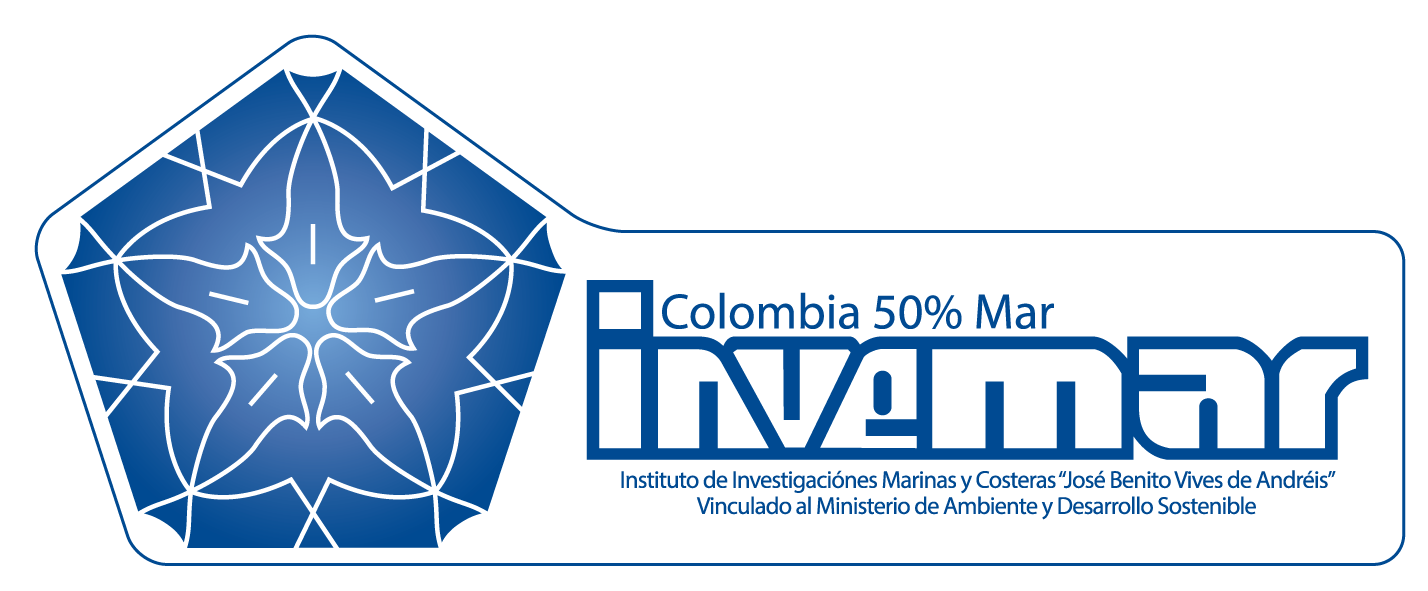 Colombia 50% Mar
invemar
Instituto de Investigaciónes Marinas y Costeras “José Benito Vives de Andréis”
Vinculado al Ministerio de Ambiente y Desarrollo Sostenible